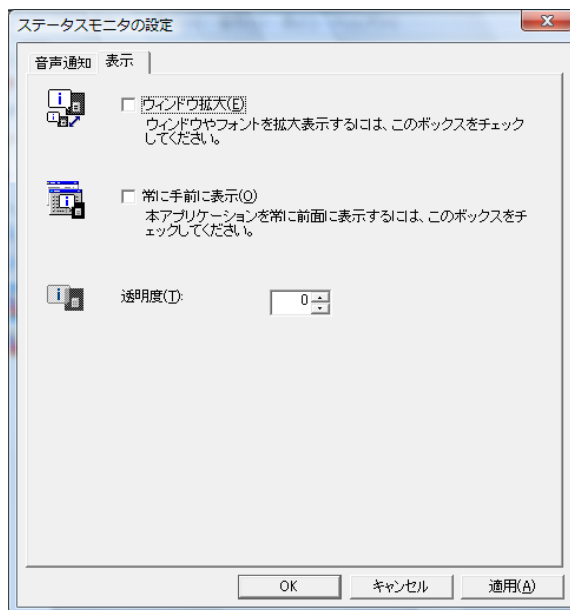 ステータスモニタの設定
音声通知 表示
ウィンドウ拡大(E)
ウィンドウやフォントを拡大表示するには、このボックスをチェック
してください。
常に手前に表示(O)
本アプリケーションを常に前面に表示するには、このボックスをチ
ェックしてください。
透明度(T): 0
OK キャンセル 適用(A)